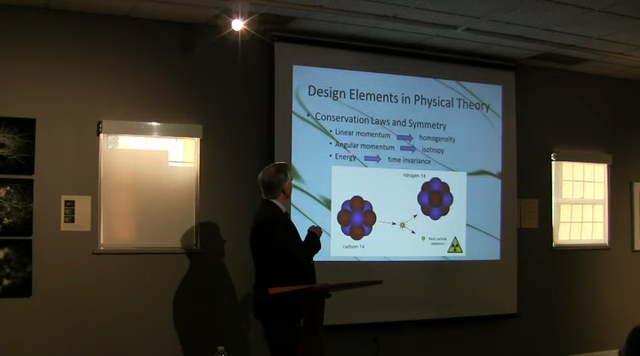 Design Elements in Physical Theory
• Conservation Laws and Symmetry
• Linear momentum homogeneity
• Angular momentum isotropy
• Energy time invariance
nitrogen-14
carbon-14